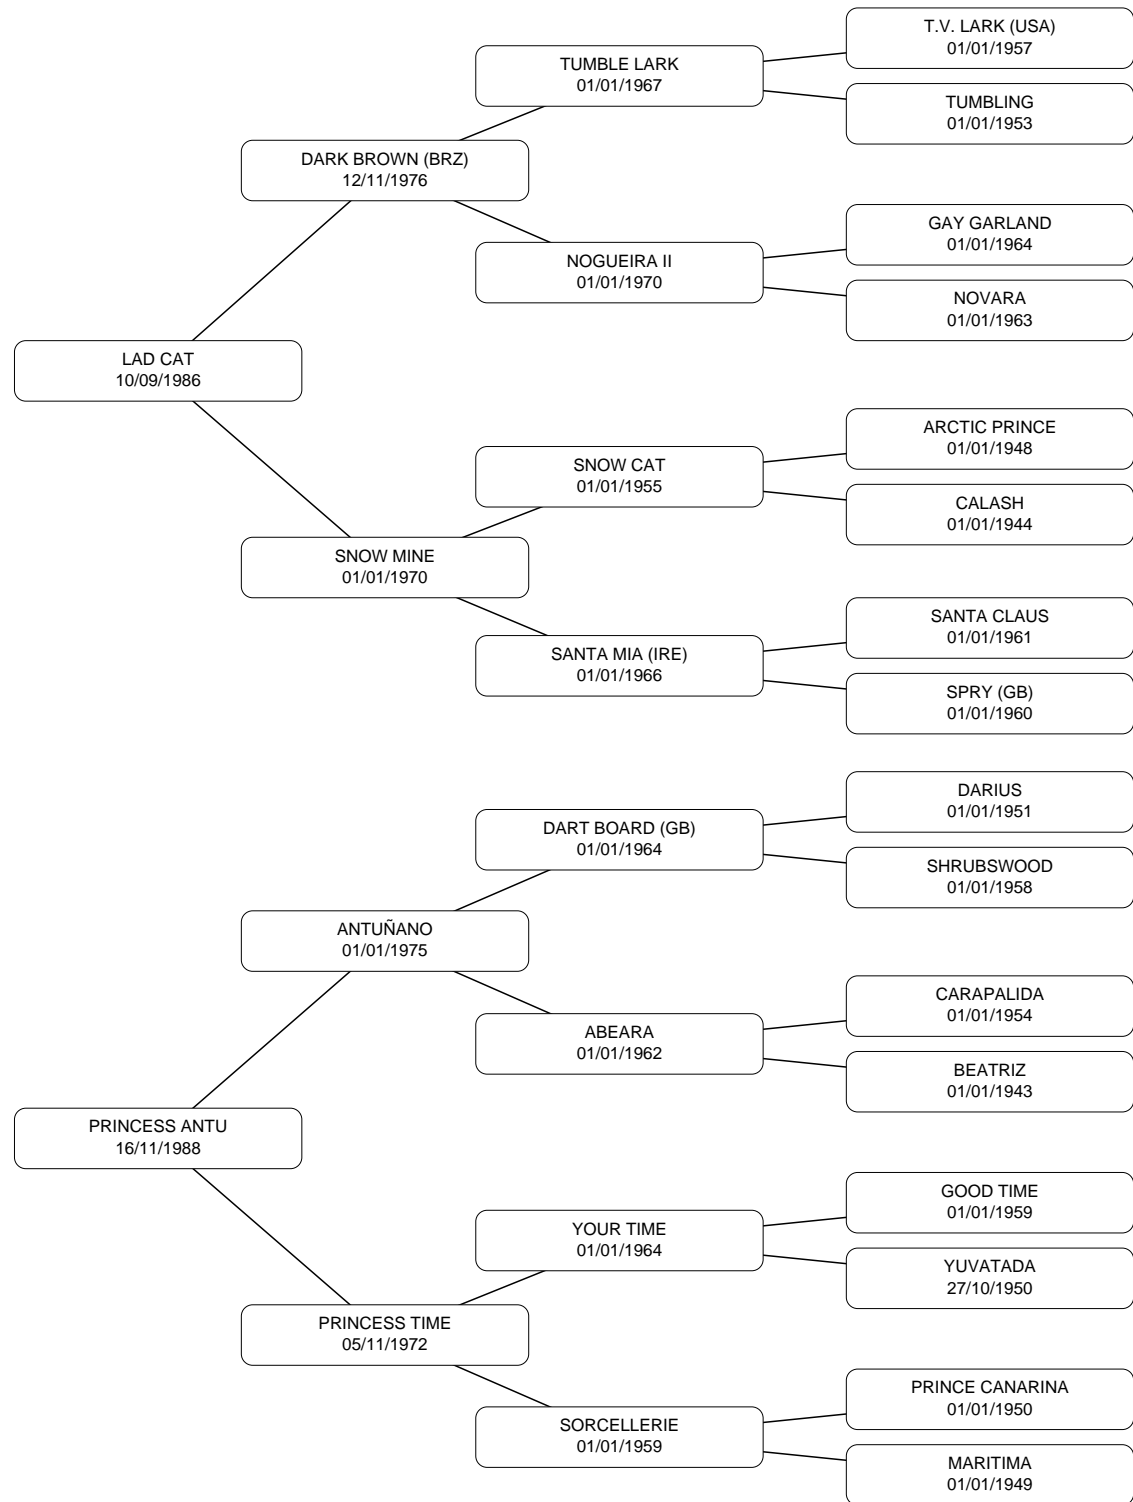 T.V. LARK (USA)
01/01/1957
TUMBLE LARK
01/01/1967
TUMBLING
01/01/1953
DARK BROWN (BRZ)
12/11/1976
GAY GARLAND
01/01/1964
NOGUEIRA II
01/01/1970
NOVARA
01/01/1963
LAD CAT
10/09/1986
ARCTIC PRINCE
01/01/1948
SNOW CAT
01/01/1955
CALASH
01/01/1944
SNOW MINE
01/01/1970
SANTA CLAUS
01/01/1961
SANTA MIA (IRE)
01/01/1966
SPRY (GB)
01/01/1960
DARIUS
01/01/1951
DART BOARD (GB)
01/01/1964
SHRUBSWOOD
01/01/1958
ANTUÑANO
01/01/1975
CARAPALIDA
01/01/1954
ABEARA
01/01/1962
BEATRIZ
01/01/1943
PRINCESS ANTU
16/11/1988
GOOD TIME
01/01/1959
YOUR TIME
01/01/1964
YUVATADA
27/10/1950
PRINCESS TIME
05/11/1972
PRINCE CANARINA
01/01/1950
SORCELLERIE
01/01/1959
MARITIMA
01/01/1949